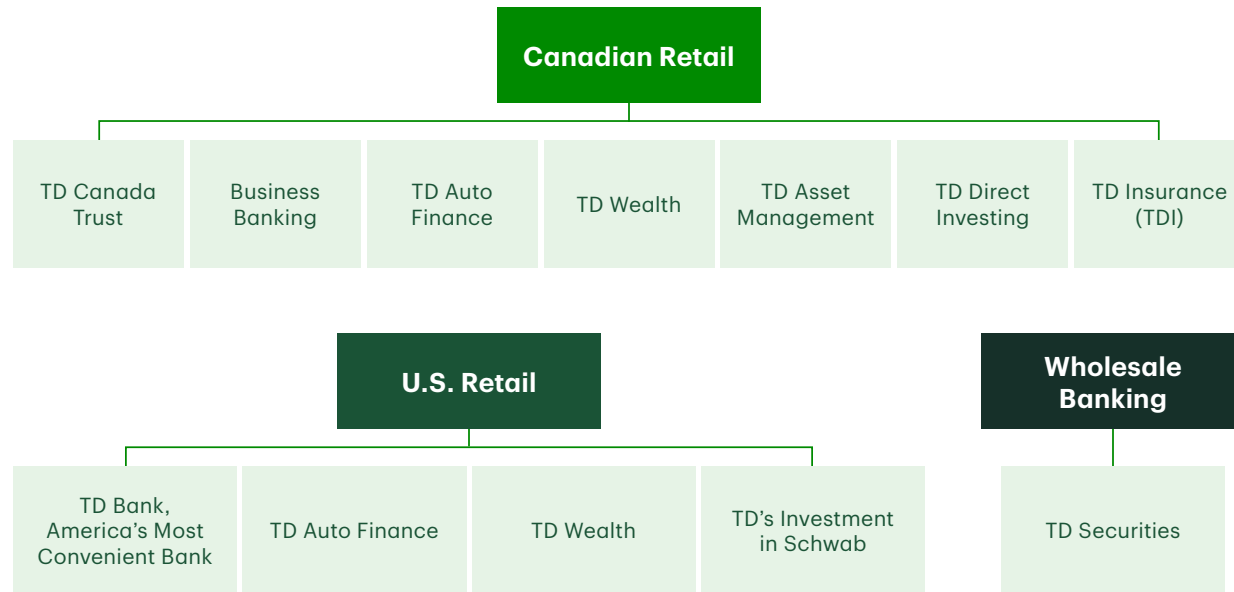 Canadian Retail
TD Canada
Trust
Business
Banking
TD Auto
Finance
TD Wealth
TD Asset
Management
TD Direct
Investing
TD Insurance
(TDI)
U.S. Retail
TD Bank,
America’s Most
Convenient Bank
TD Auto Finance
TD Wealth
TD’s Investment
in Schwab
Wholesale
Banking
TD Securities